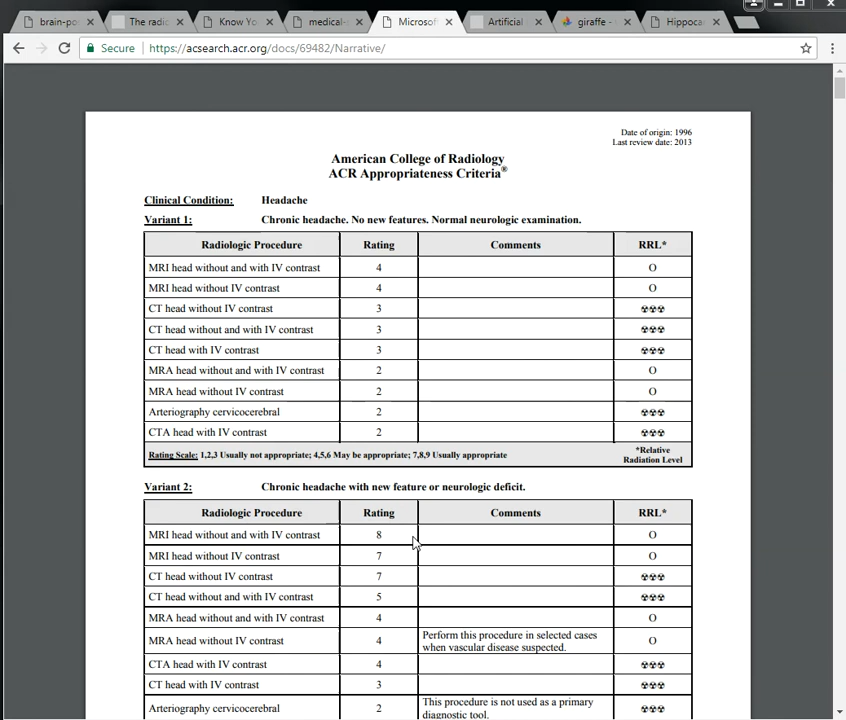 brain-po
The radio
Know Yo
medical-
Microsof
Artificial
giraffe -
Hippoca
Secure https://acsearch.acr.org/docs/69482/Narrative/
Date of origin: 1996
Last review date: 2013
American College of Radiology
ACR Appropriateness Criteria®
Clinical Condition: Headache
Variant 1: Chronic headache. No new features. Normal neurologic examination.
Radiologic Procedure Rating Comments RRL*
MRI head without and with IV contrast 4 O
MRI head without IV contrast 4 O
CT head without IV contrast 3 ☢☢☢
CT head without and with IV contrast 3 ☢☢☢
CT head with IV contrast 3 ☢☢☢
MRA head without and with IV contrast 2 O
MRA head without IV contrast 2 O
Arteriography cervicocerebral 2 ☢☢☢
CTA head with IV contrast 2 ☢☢☢
Rating Scale: 1,2,3 Usually not appropriate; 4,5,6 May be appropriate; 7,8,9 Usually appropriate
*Relative
Radiation Level
Variant 2: Chronic headache with new feature or neurologic deficit.
Radiologic Procedure Rating Comments RRL*
MRI head without and with IV contrast 8 O
MRI head without IV contrast 7 O
CT head without IV contrast 7 ☢☢☢
CT head without and with IV contrast 5 ☢☢☢
MRA head without and with IV contrast 4 O
MRA head without IV contrast 4
Perform this procedure in selected cases
when vascular disease suspected.
O
CTA head with IV contrast 4 ☢☢☢
CT head with IV contrast 3 ☢☢☢
Arteriography cervicocerebral 2
This procedure is not used as a primary
diagnostic tool.
☢☢☢